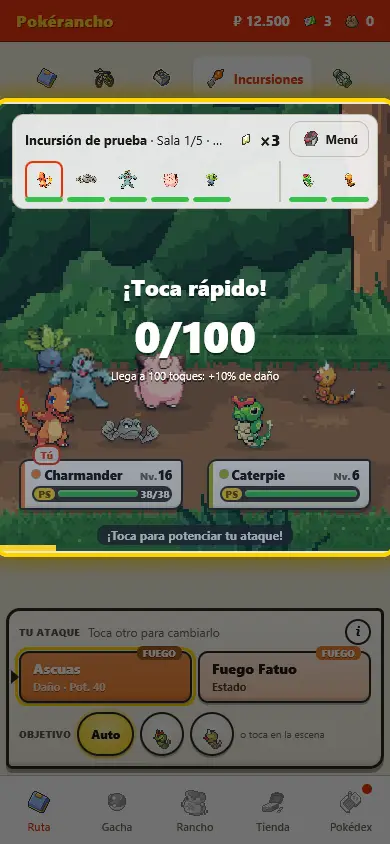 Pokérancho
₽ 12.500
3
0
Incursiones
Incursión de prueba · Sala 1/5 · ...
×3
Menú
¡Toca rápido!
0/100
Llega a 100 toques: +10% de daño
Tú
Charmander Nv.16
PS 38/38
Caterpie Nv.6
PS
¡Toca para potenciar tu ataque!
TU ATAQUE Toca otro para cambiarlo
i
FUEGO
Ascuas
Daño · Pot. 40
FUEGO
Fuego Fatuo
Estado
OBJETIVO
Auto
o toca en la escena
Ruta
Gacha
Rancho
Tienda
Pokédex